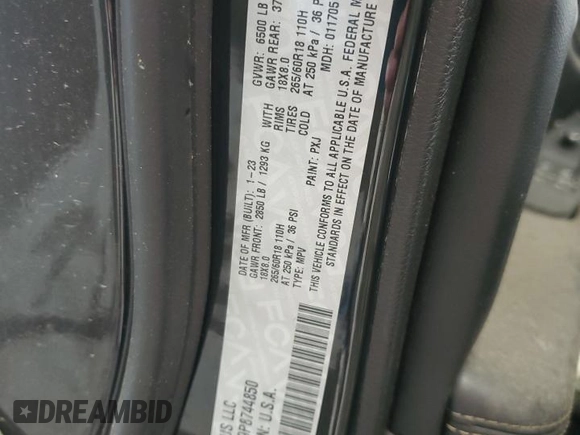 US LLC
RP8744850
N: U.S.A.
DATE OF MFR (BUILT): 1-23 GVWR: 6500 LB
GAWR FRONT: 2850 LB / 1293 KG WITH GAWR REAR: 37
18X8.0 RIMS 18X8.0
265/60R18 110H TIRES 265/60R18 110H
AT 250 kPa / 36 PSI COLD AT 250 kPa / 36 P
TYPE: MPV PAINT: PXJ MDH: 011705
THIS VEHICLE CONFORMS TO ALL APPLICABLE U.S.A. FEDERAL M
STANDARDS IN EFFECT ON THE DATE OF MANUFACTURE
FCA